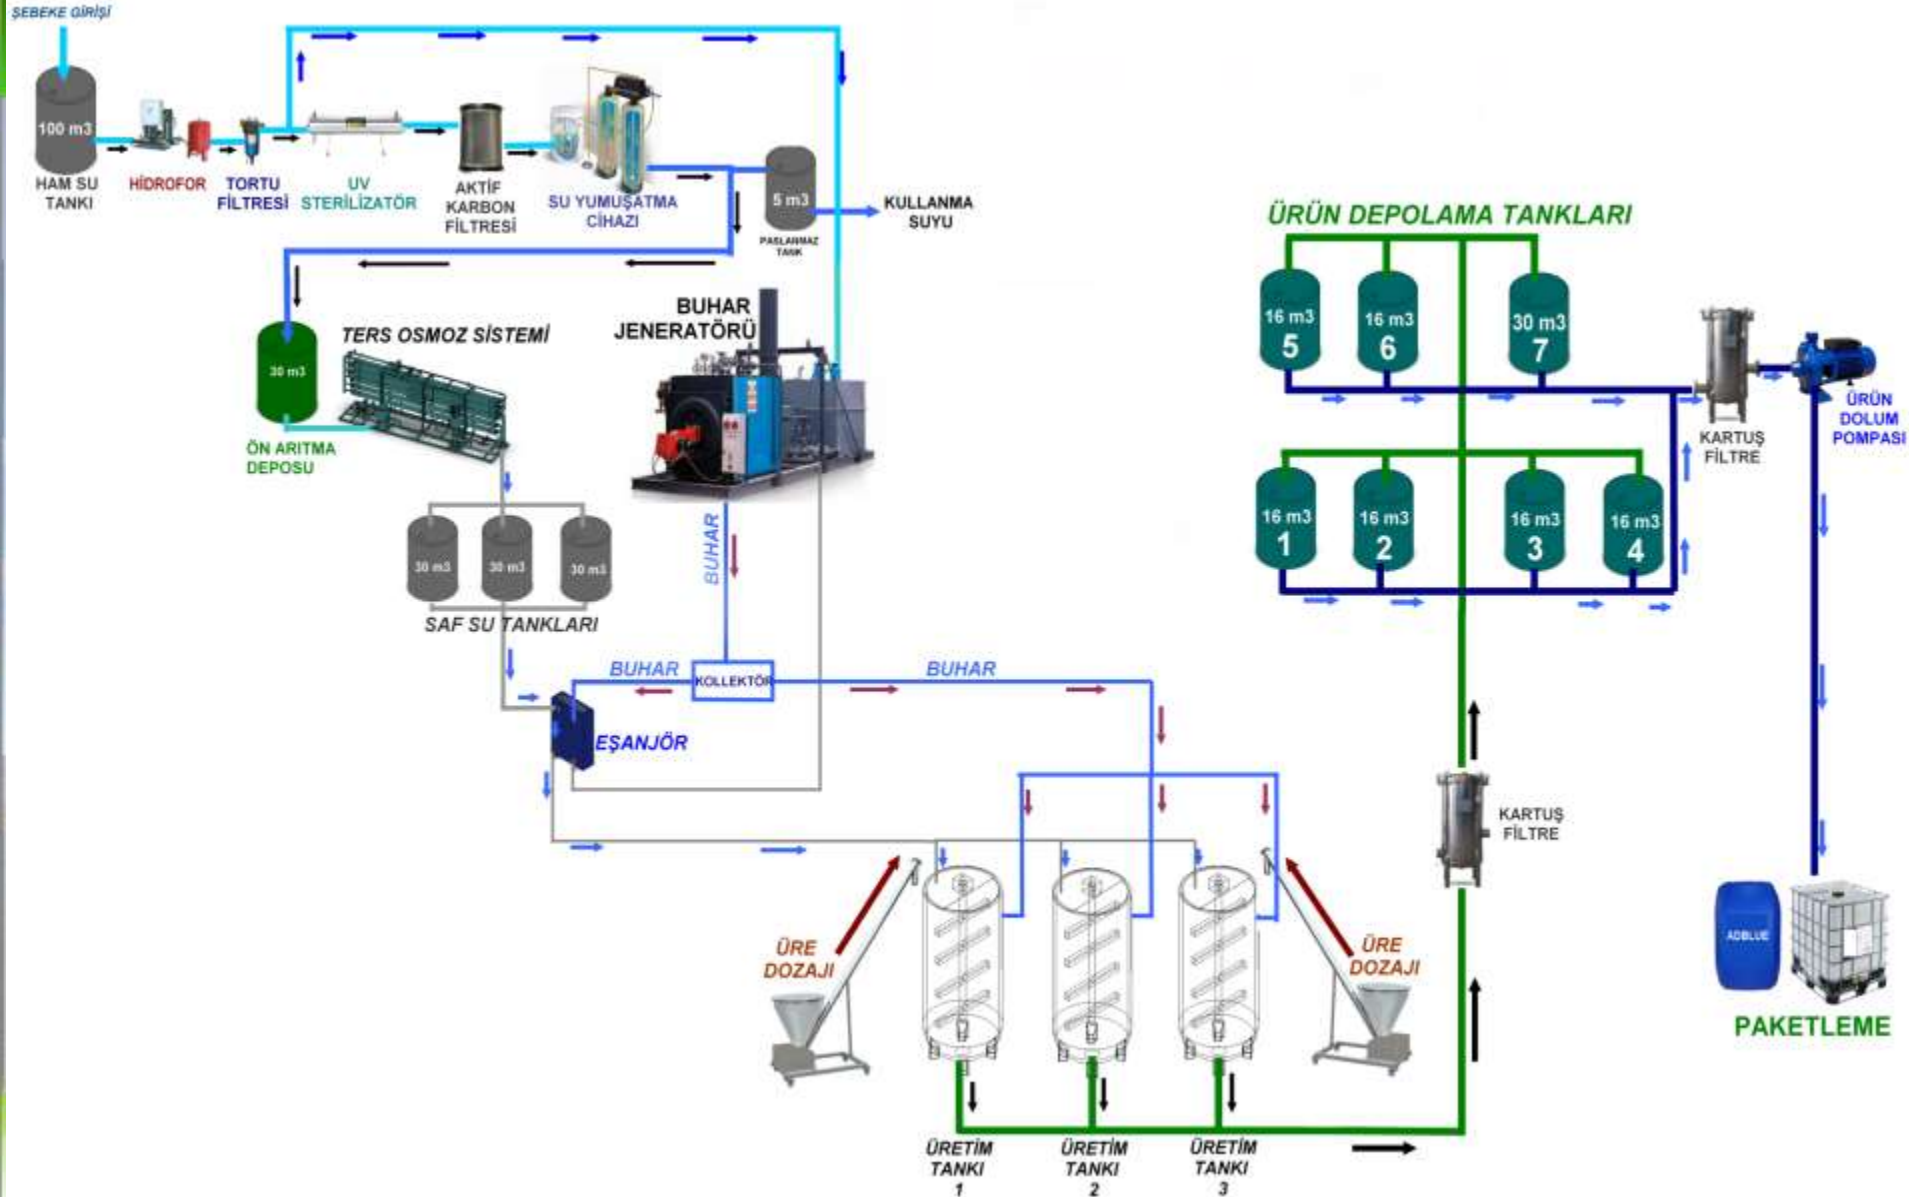 ŞEBEKE GİRİŞİ
100 m3
HAM SU
TANKI
HİDROFOR
TORTU
FİLTRESİ
UV
STERİLİZATÖR
AKTİF
KARBON
FİLTRESİ
SU YUMUŞATMA
CİHAZI
5 m3
PASLANMAZ
TANK
KULLANMA
SUYU
30 m3
ÖN ARITMA
DEPOSU
TERS OSMOZ SİSTEMİ
BUHAR
JENERATÖRÜ
30 m3
30 m3
30 m3
SAF SU TANKLARI
BUHAR
BUHAR
KOLLEKTÖR
BUHAR
EŞANJÖR
ÜRE
DOZAJI
ÜRE
DOZAJI
ÜRETİM
TANKI
1
ÜRETİM
TANKI
2
ÜRETİM
TANKI
3
KARTUŞ
FİLTRE
ÜRÜN DEPOLAMA TANKLARI
16 m3
5
16 m3
6
30 m3
7
16 m3
1
16 m3
2
16 m3
3
16 m3
4
KARTUŞ
FİLTRE
ÜRÜN
DOLUM
POMPASI
ADBLUE
PAKETLEME